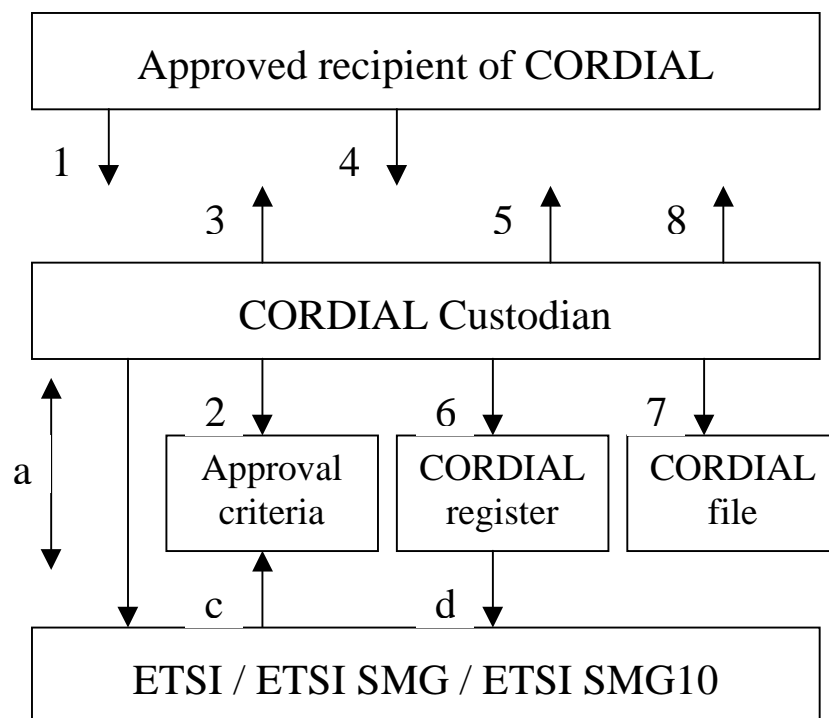 Approved recipient of CORDIAL
1
4
3
5
8
CORDIAL Custodian
a
2
6
7
Approval
criteria
CORDIAL
register
CORDIAL
file
c
d
ETSI / ETSI SMG / ETSI SMG10